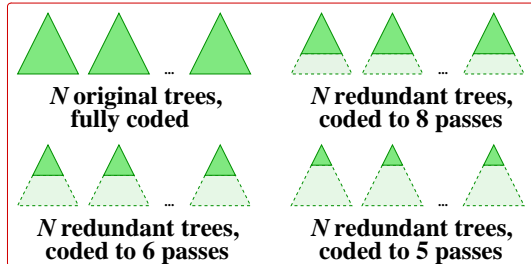 ...
N original trees,
fully coded
...
N redundant trees,
coded to 8 passes
...
N redundant trees,
coded to 6 passes
...
N redundant trees,
coded to 5 passes